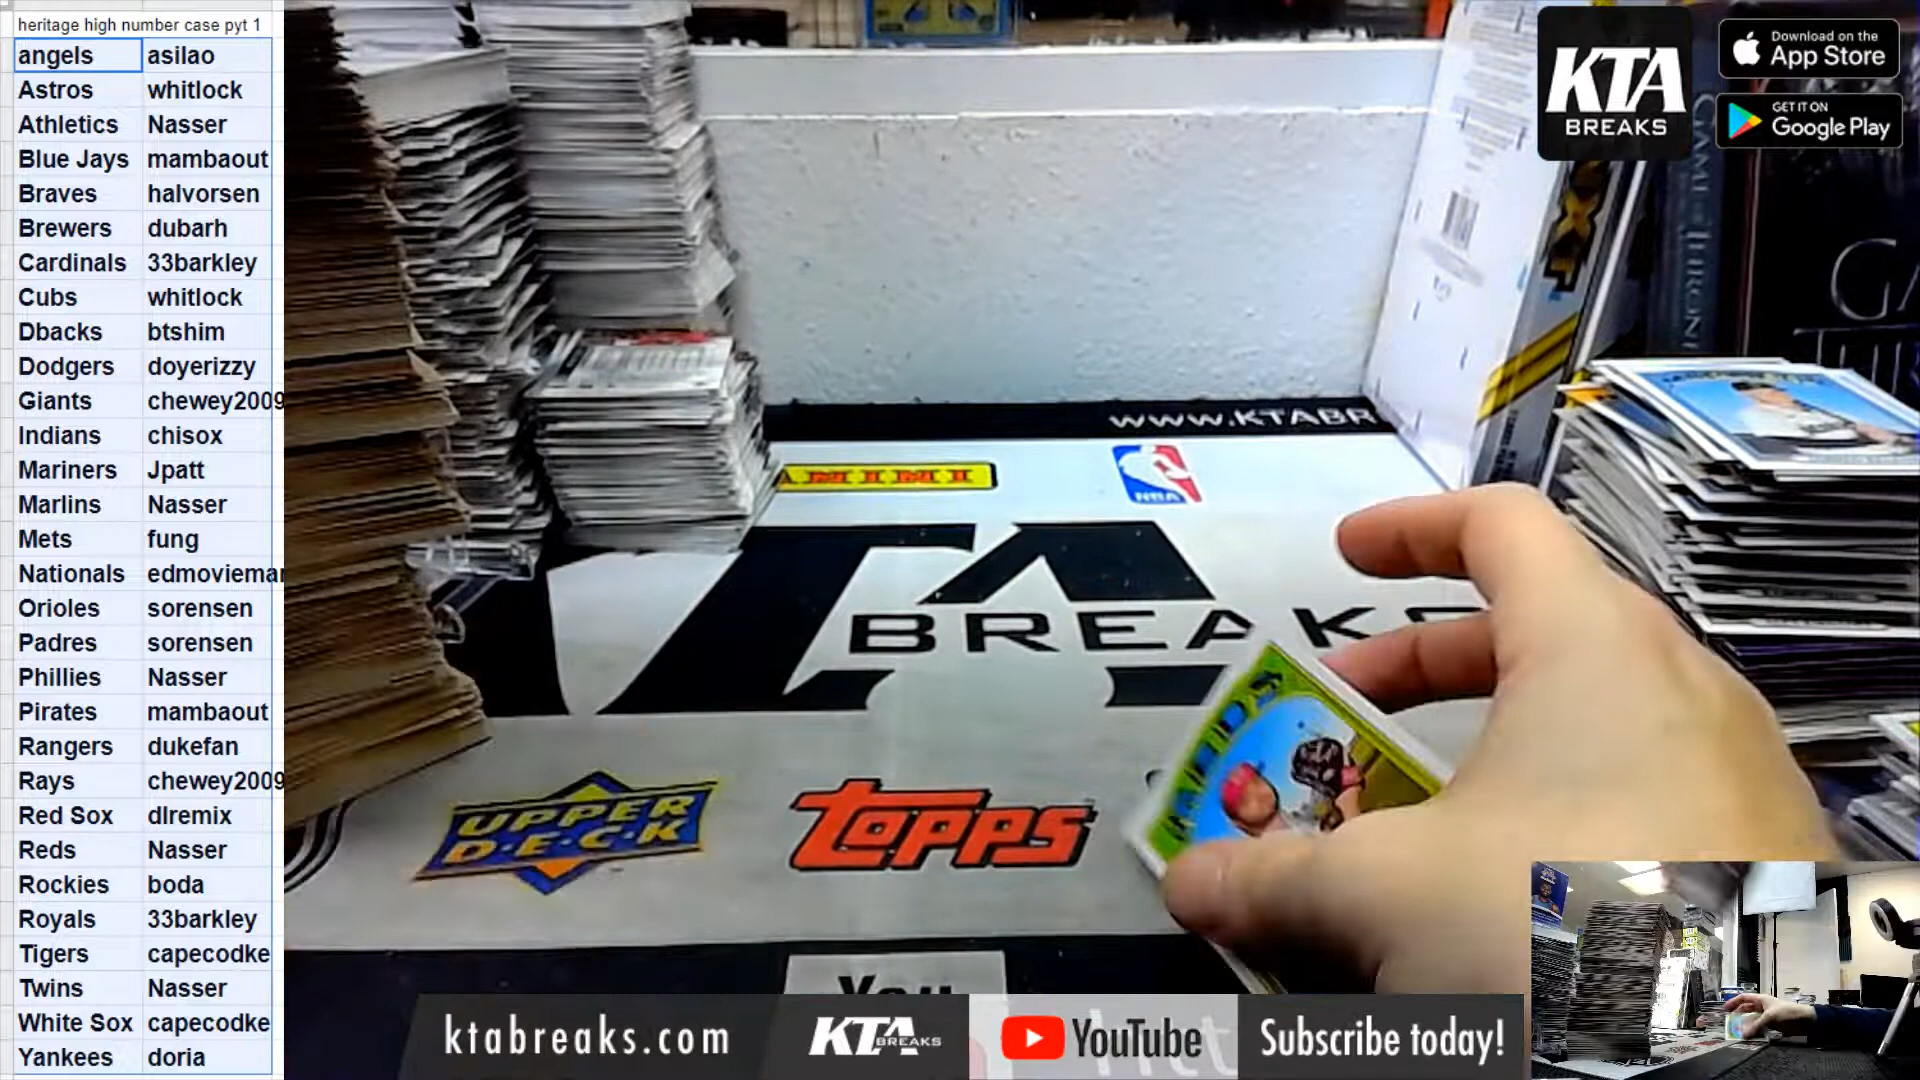 heritage high number case pyt 1
angels asilao
Astros whitlock
Athletics Nasser
Blue Jays mambaout
Braves halvorsen
Brewers dubarh
Cardinals 33barkley
Cubs whitlock
Dbacks btshim
Dodgers doyerizzy
Giants chewey2009
Indians chisox
Mariners Jpatt
Marlins Nasser
Mets fung
Nationals edmoviemar
Orioles sorensen
Padres sorensen
Phillies Nasser
Pirates mambaout
Rangers dukefan
Rays chewey2009
Red Sox dlremix
Reds Nasser
Rockies boda
Royals 33barkley
Tigers capecodke
Twins Nasser
White Sox capecodke
Yankees doria
KTA
BREAKS
Download on the
App Store
GET IT ON
Google Play
WWW.KTABR
NBA
BREAKS
UPPER
D·E·C·K
topps
You
ktabreaks.com
KTA BREAKS
YouTube
Subscribe today!